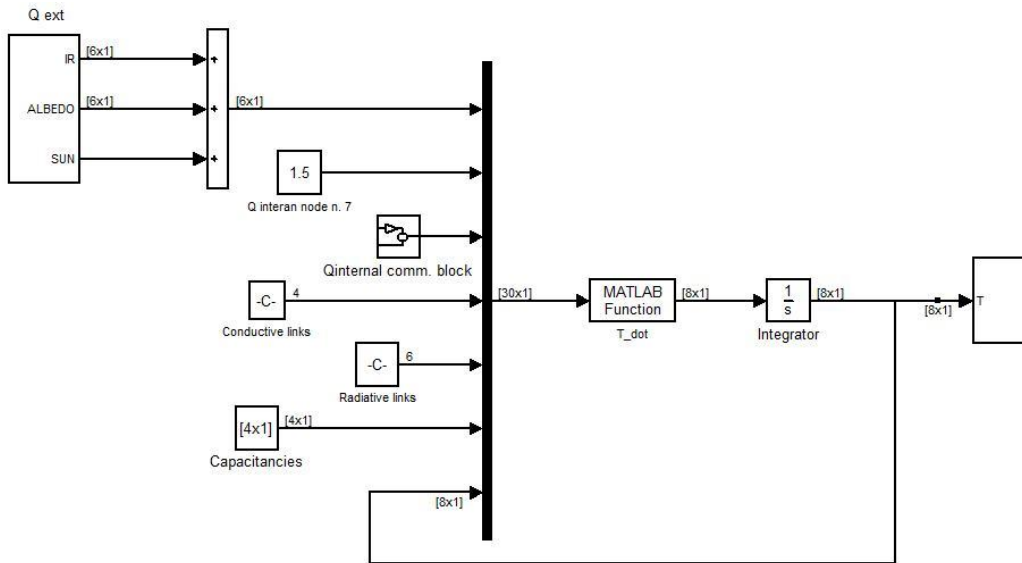 Q ext
IR
[6x1]
+
ALBEDO
[6x1]
+
[6x1]
SUN
+
1.5
Q interan node n. 7
Qinternal comm. block
-C-
4
Conductive links
[30x1]
MATLAB
Function
T_dot
[8x1]
1
s
Integrator
[8x1]
[8x1]
T
-C-
6
Radiative links
[4x1]
[4x1]
Capacitancies
[8x1]